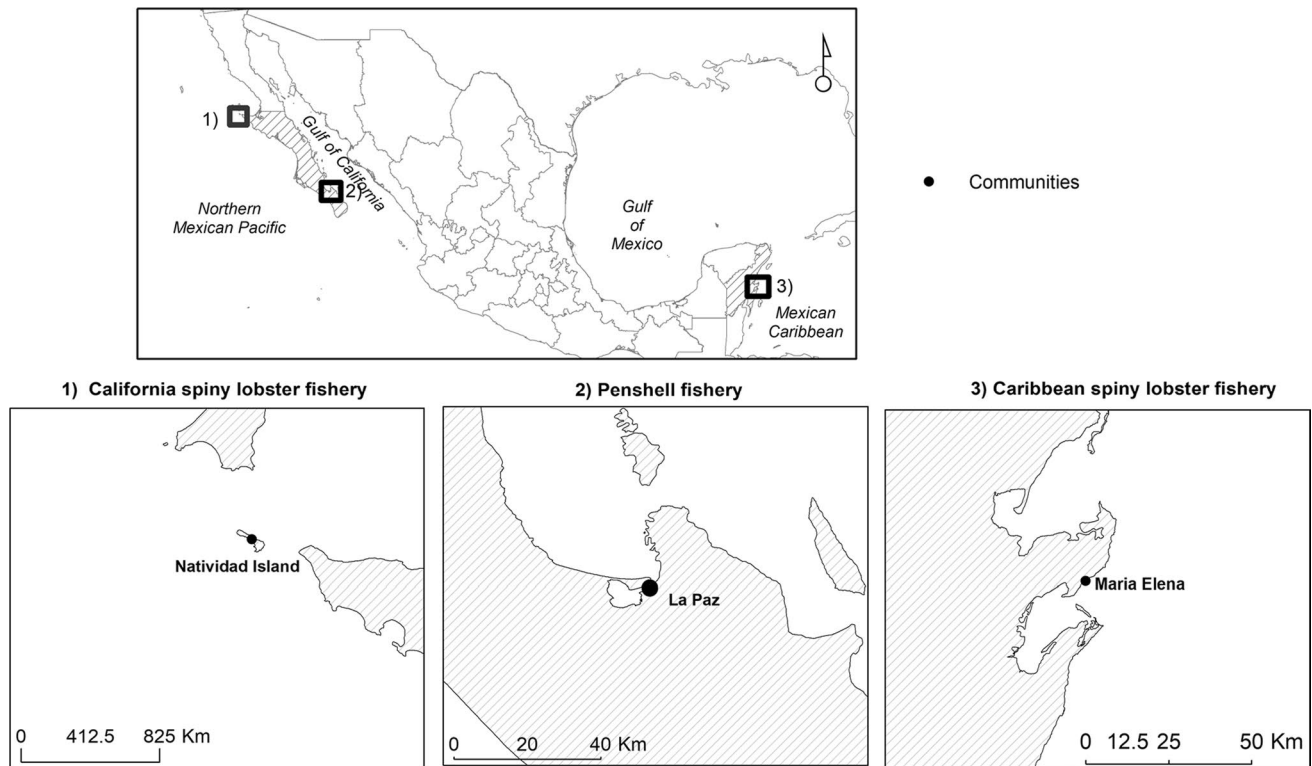 1)
Gulf of California
2)
Northern
Mexican Pacific
Gulf
of
Mexico
3)
Mexican
Caribbean
Communities
1) California spiny lobster fishery
2) Penshell fishery
3) Caribbean spiny lobster fishery
Natividad Island
La Paz
Maria Elena
0 412.5 825 Km
0 20 40 Km
0 12.5 25 50 Km